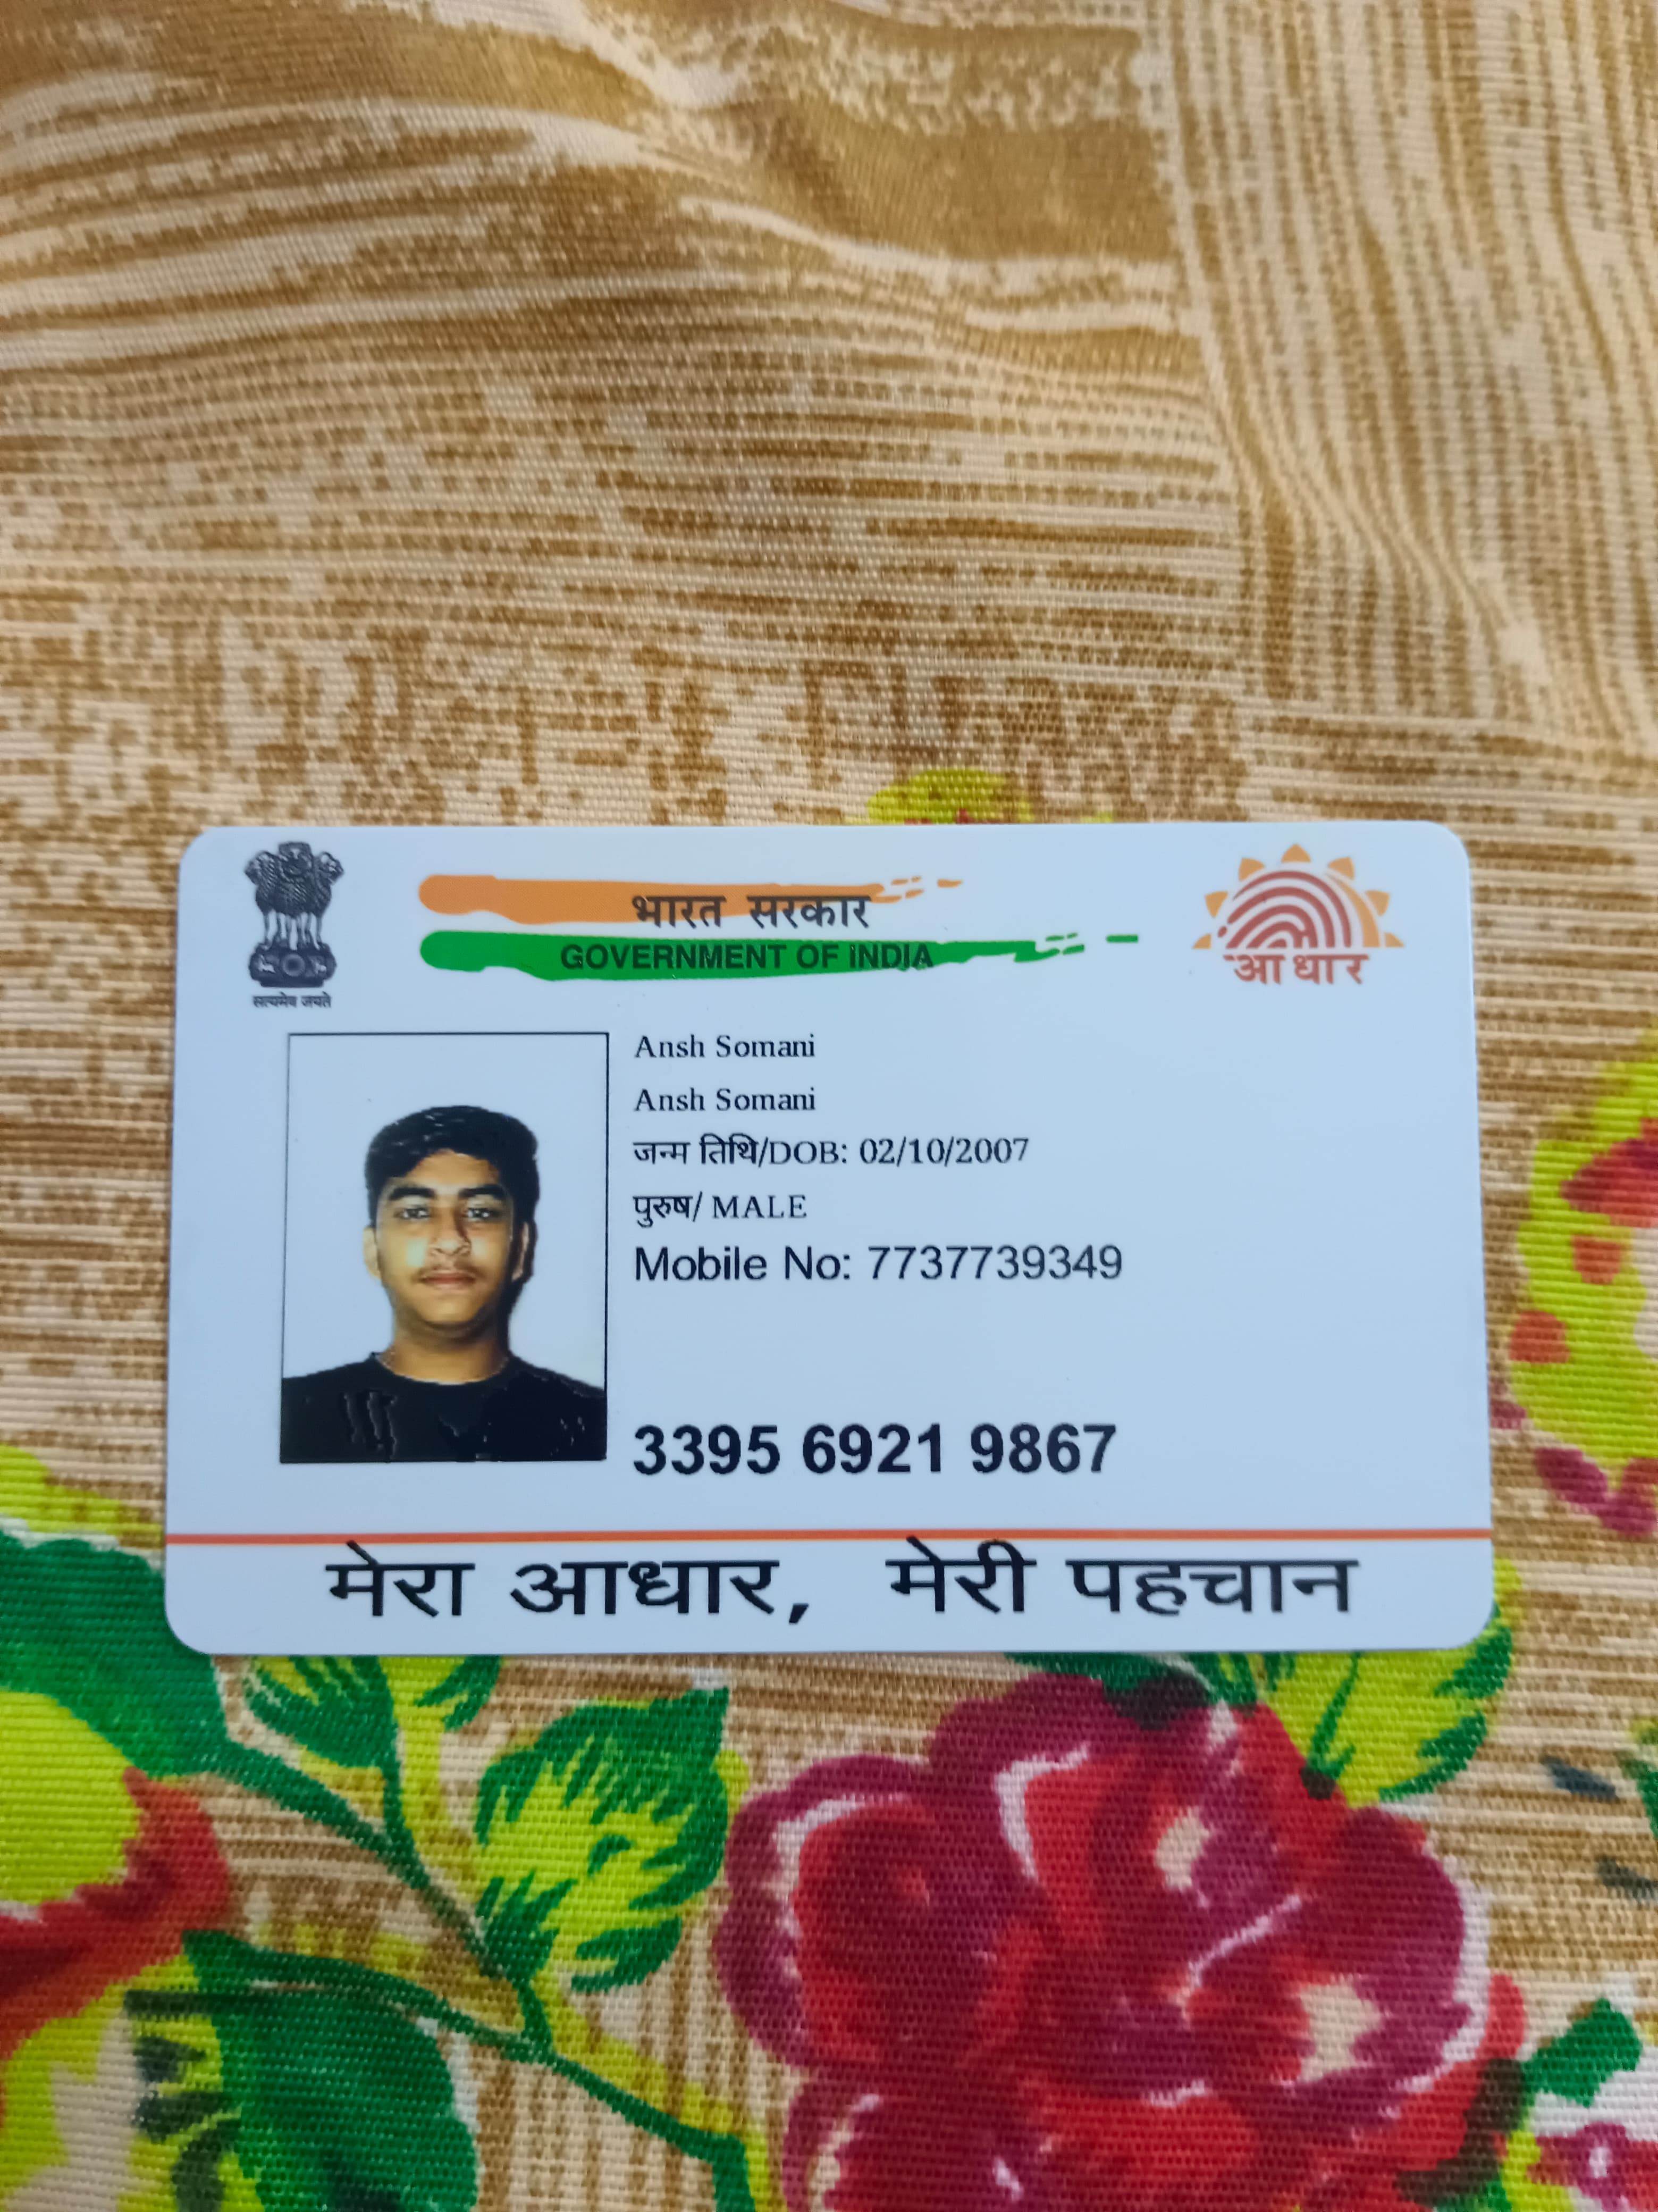 सत्यमेव जयते
भारत सरकार
GOVERNMENT OF INDIA
आधार
Ansh Somani
Ansh Somani
जन्म तिथि/DOB: 02/10/2007
पुरुष/ MALE
Mobile No: 7737739349
3395 6921 9867
मेरा आधार, मेरी पहचान